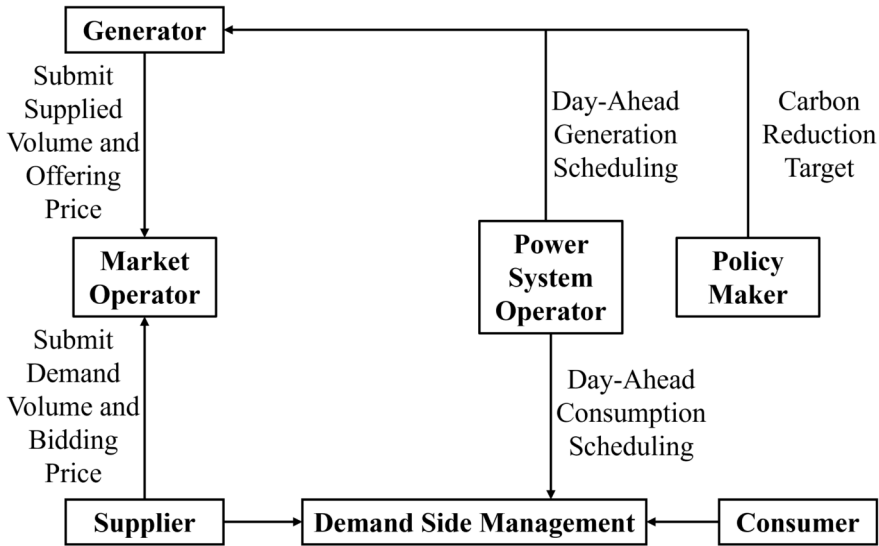 Generator
Submit
Supplied
Volume and
Offering
Price
Day-Ahead
Generation
Scheduling
Carbon
Reduction
Target
Market
Operator
Power
System
Operator
Policy
Maker
Submit
Demand
Volume and
Bidding
Price
Day-Ahead
Consumption
Scheduling
Supplier
Demand Side Management
Consumer